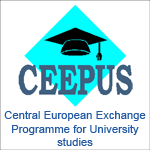 CEEPUS
Central European Exchange
Programme for University
studies